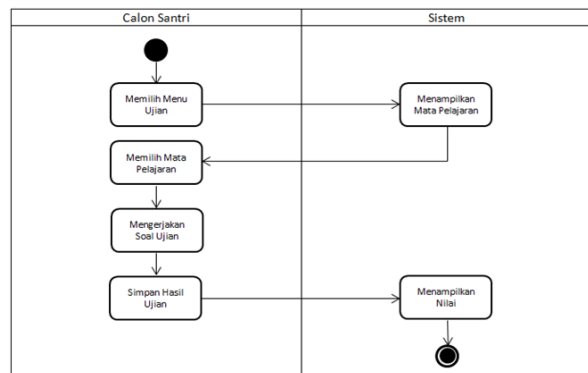 Calon Santri
Sistem
Memilih Menu
Ujian
Menampilkan
Mata Pelajaran
Memilih Mata
Pelajaran
Mengerjakan
Soal Ujian
Simpan Hasil
Ujian
Menampilkan
Nilai